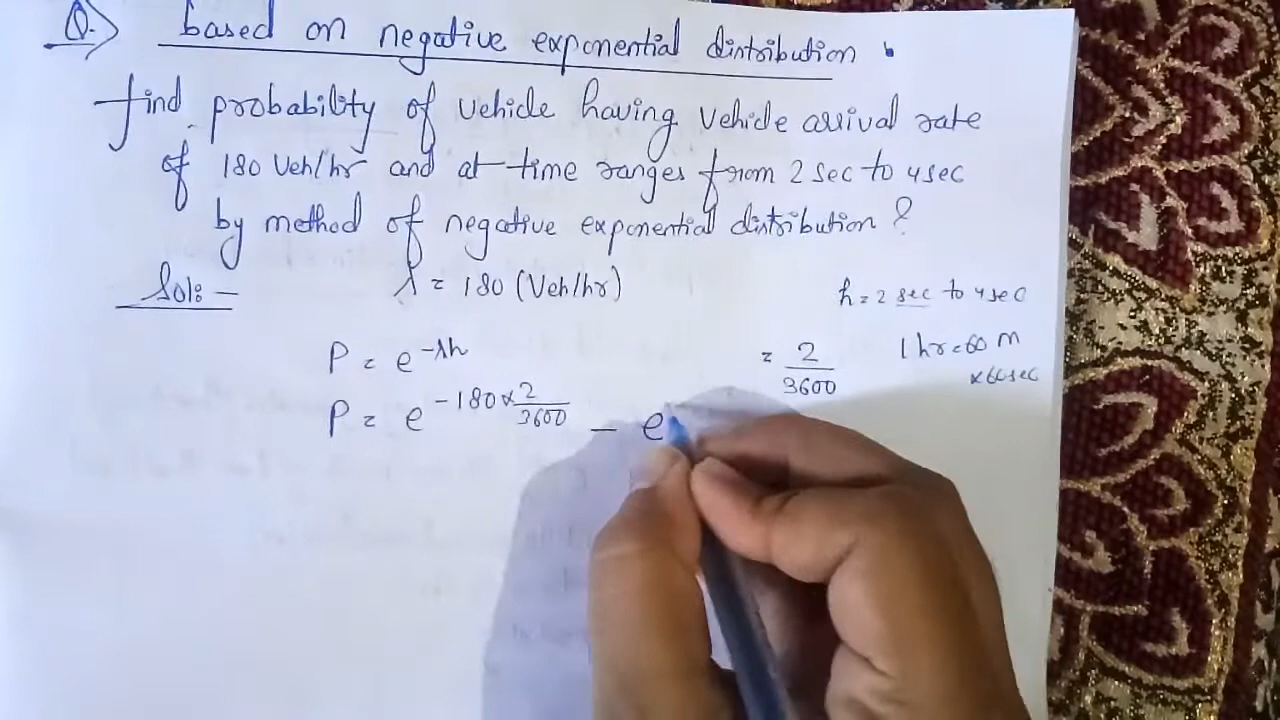 Q.> based on negative exponential distribution.
find probability of vehicle having vehicle arrival rate
of 180 Veh/hr and at time ranges from 2 sec to 4 sec
by method of negative exponential distribution?
Sol:- λ = 180 (Veh/hr) h = 2 sec to 4 sec
P = e^-λh = 2/3600 1 hr = 60 m × 60 sec
P = e^-180×2/3600 - e